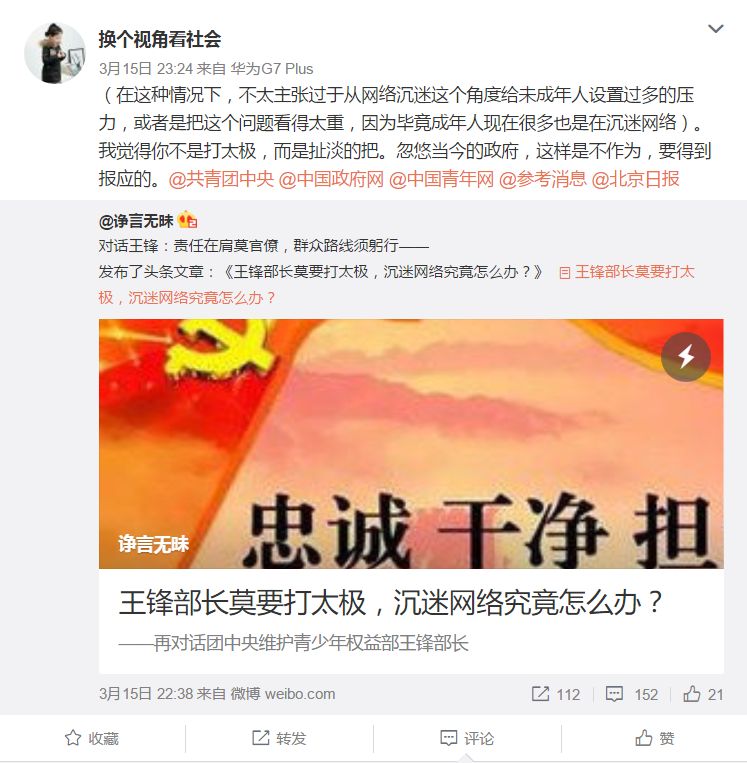 换个视角看社会
3月15日 23:24 来自 华为G7 Plus
（在这种情况下，不太主张过于从网络沉迷这个角度给未成年人设置过多的压
力，或者是把这个问题看得太重，因为毕竟成年人现在很多也是在沉迷网络）。
我觉得你不是打太极，而是扯淡的把。忽悠当今的政府，这样是不作为，要得到
报应的。@共青团中央 @中国政府网 @中国青年网 @参考消息 @北京日报
@诤言无昧
对话王锋：责任在肩莫官僚，群众路线须躬行——
发布了头条文章：《王锋部长莫要打太极，沉迷网络究竟怎么办？》 王锋部长莫要打太
极，沉迷网络究竟怎么办？
忠诚 干净 担
诤言无昧
王锋部长莫要打太极，沉迷网络究竟怎么办？
——再对话团中央维护青少年权益部王锋部长
3月15日 22:38 来自 微博 weibo.com 112 152 21
收藏 转发 评论 赞